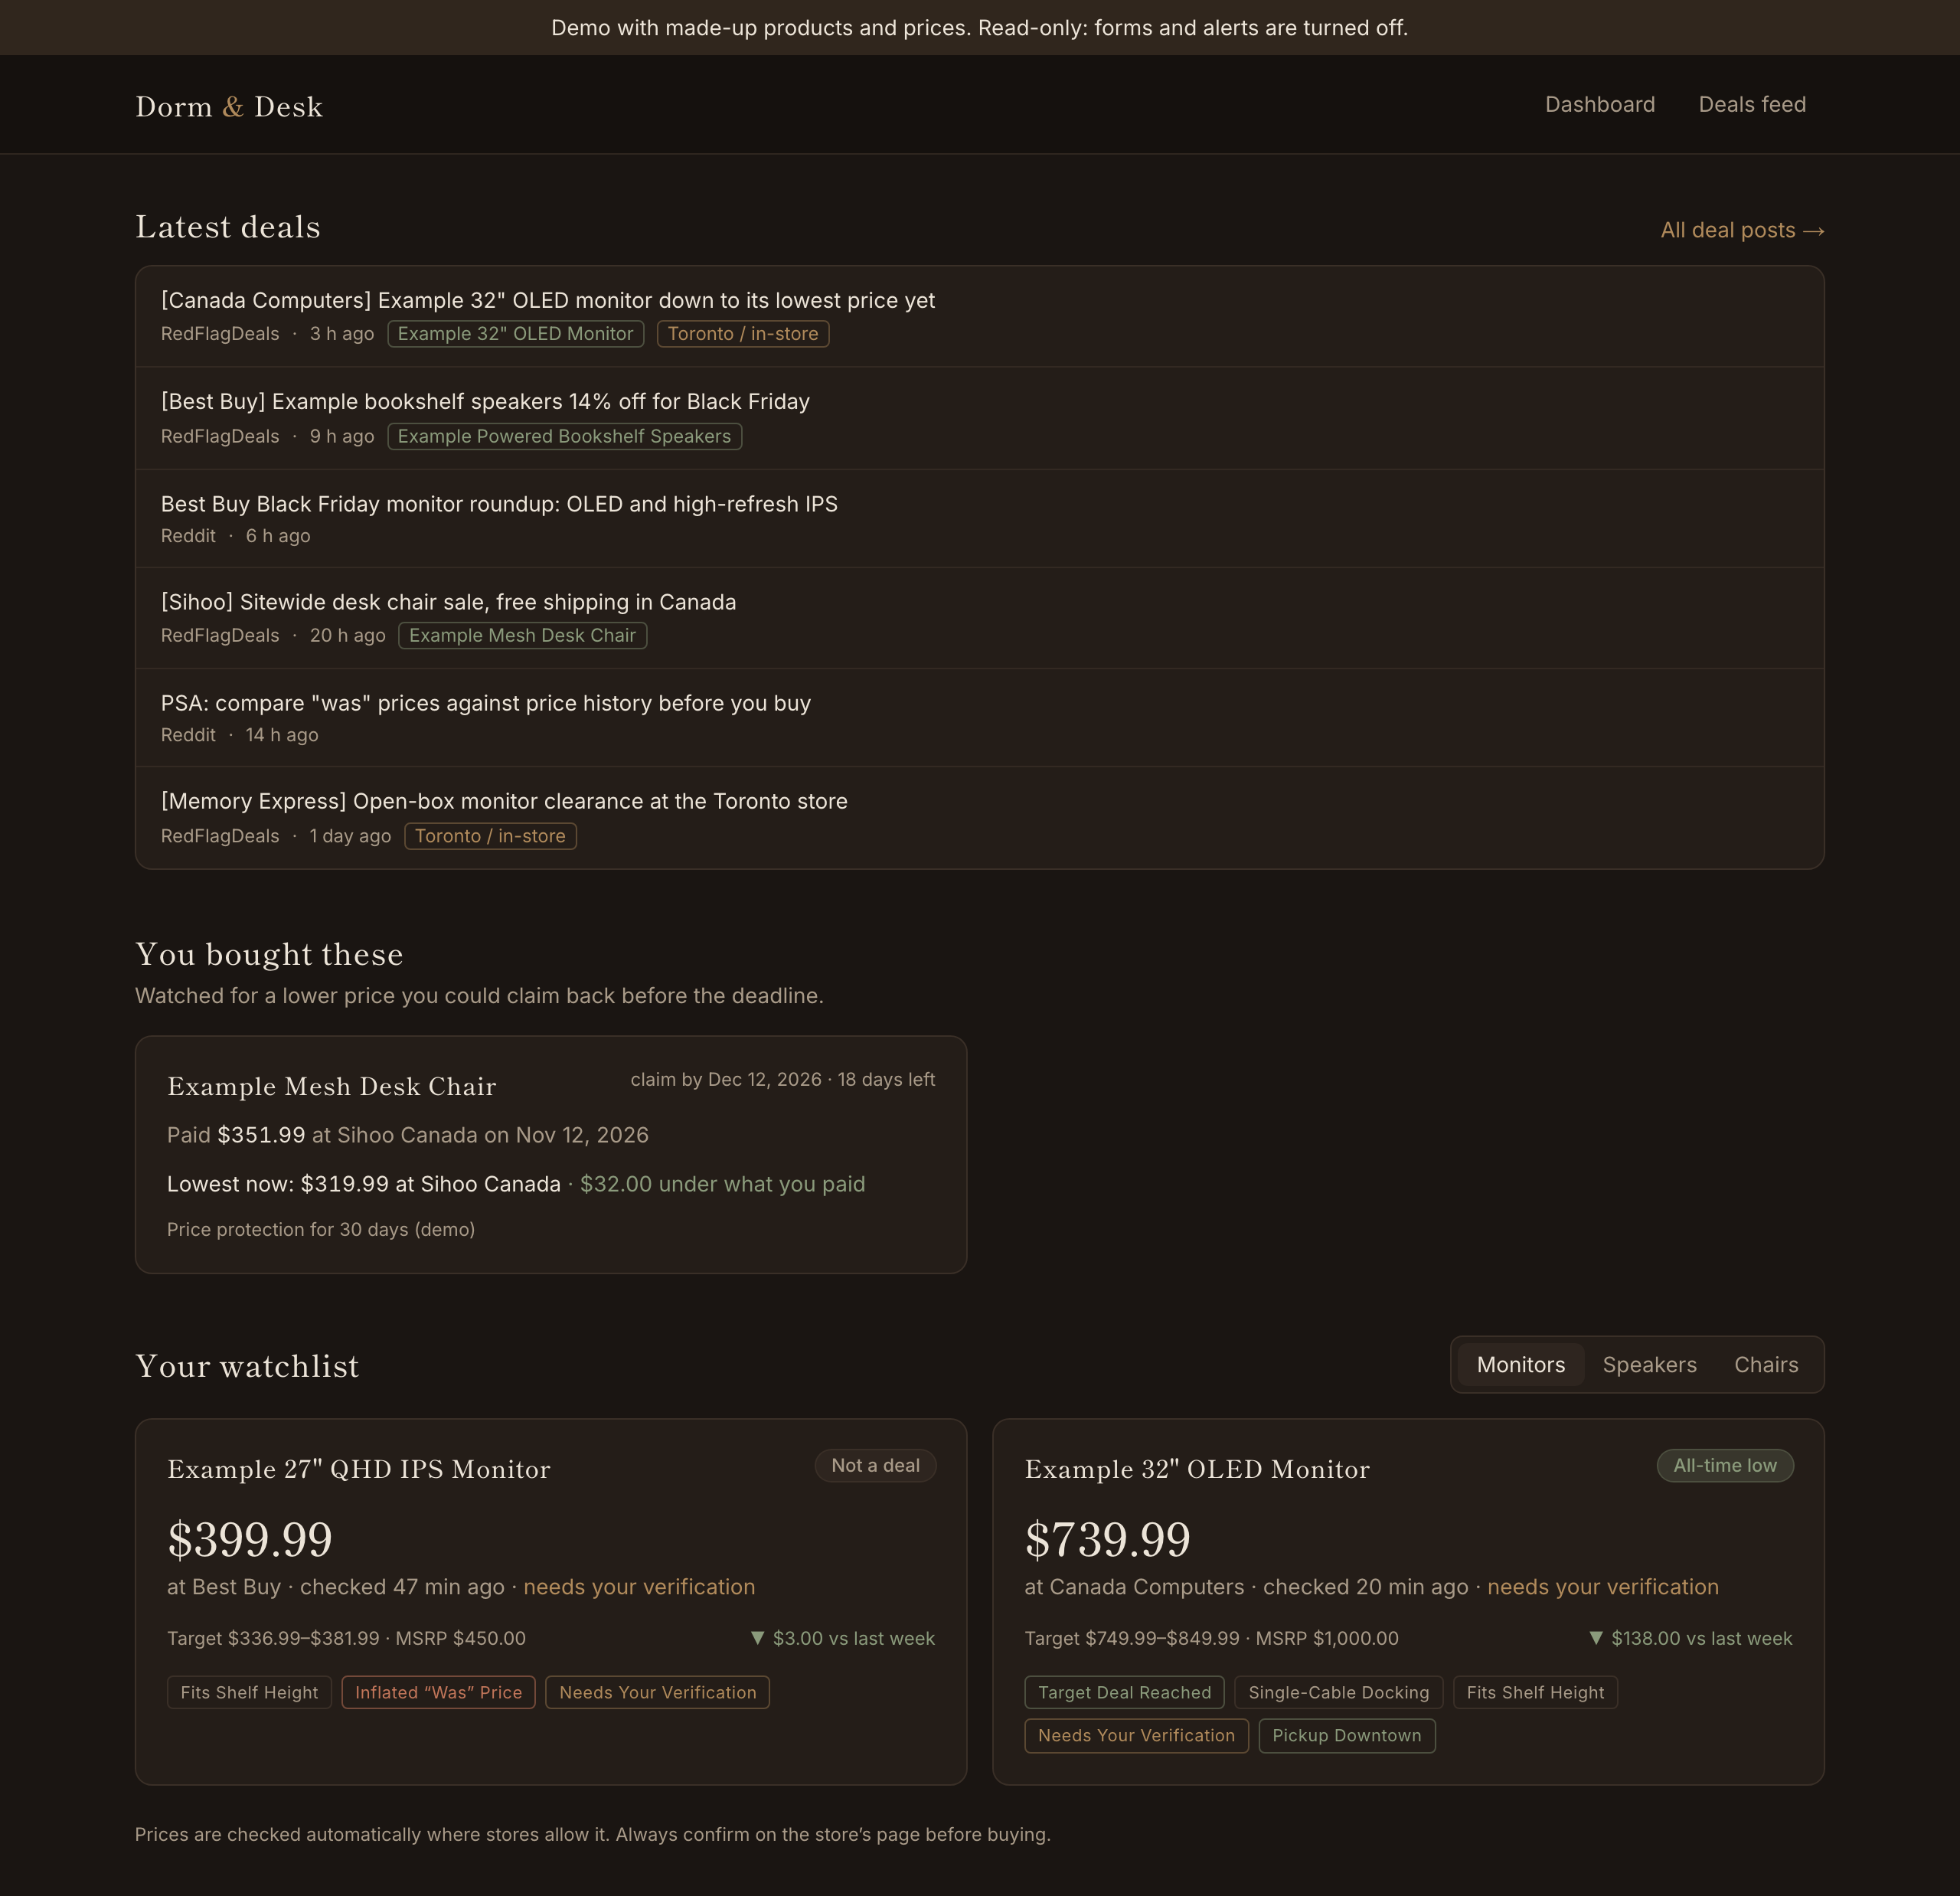 Demo with made-up products and prices. Read-only: forms and alerts are turned off.
Dorm & Desk
Dashboard
Deals feed
Latest deals
All deal posts →
[Canada Computers] Example 32" OLED monitor down to its lowest price yet
RedFlagDeals · 3 h ago Example 32" OLED Monitor Toronto / in-store
[Best Buy] Example bookshelf speakers 14% off for Black Friday
RedFlagDeals · 9 h ago Example Powered Bookshelf Speakers
Best Buy Black Friday monitor roundup: OLED and high-refresh IPS
Reddit · 6 h ago
[Sihoo] Sitewide desk chair sale, free shipping in Canada
RedFlagDeals · 20 h ago Example Mesh Desk Chair
PSA: compare "was" prices against price history before you buy
Reddit · 14 h ago
[Memory Express] Open-box monitor clearance at the Toronto store
RedFlagDeals · 1 day ago Toronto / in-store
You bought these
Watched for a lower price you could claim back before the deadline.
Example Mesh Desk Chair
claim by Dec 12, 2026 · 18 days left
Paid $351.99 at Sihoo Canada on Nov 12, 2026
Lowest now: $319.99 at Sihoo Canada · $32.00 under what you paid
Price protection for 30 days (demo)
Your watchlist
Monitors Speakers Chairs
Example 27" QHD IPS Monitor
Not a deal
$399.99
at Best Buy · checked 47 min ago · needs your verification
Target $336.99–$381.99 · MSRP $450.00
▼ $3.00 vs last week
Fits Shelf Height Inflated “Was” Price Needs Your Verification
Example 32" OLED Monitor
All-time low
$739.99
at Canada Computers · checked 20 min ago · needs your verification
Target $749.99–$849.99 · MSRP $1,000.00
▼ $138.00 vs last week
Target Deal Reached Single-Cable Docking Fits Shelf Height
Needs Your Verification Pickup Downtown
Prices are checked automatically where stores allow it. Always confirm on the store’s page before buying.